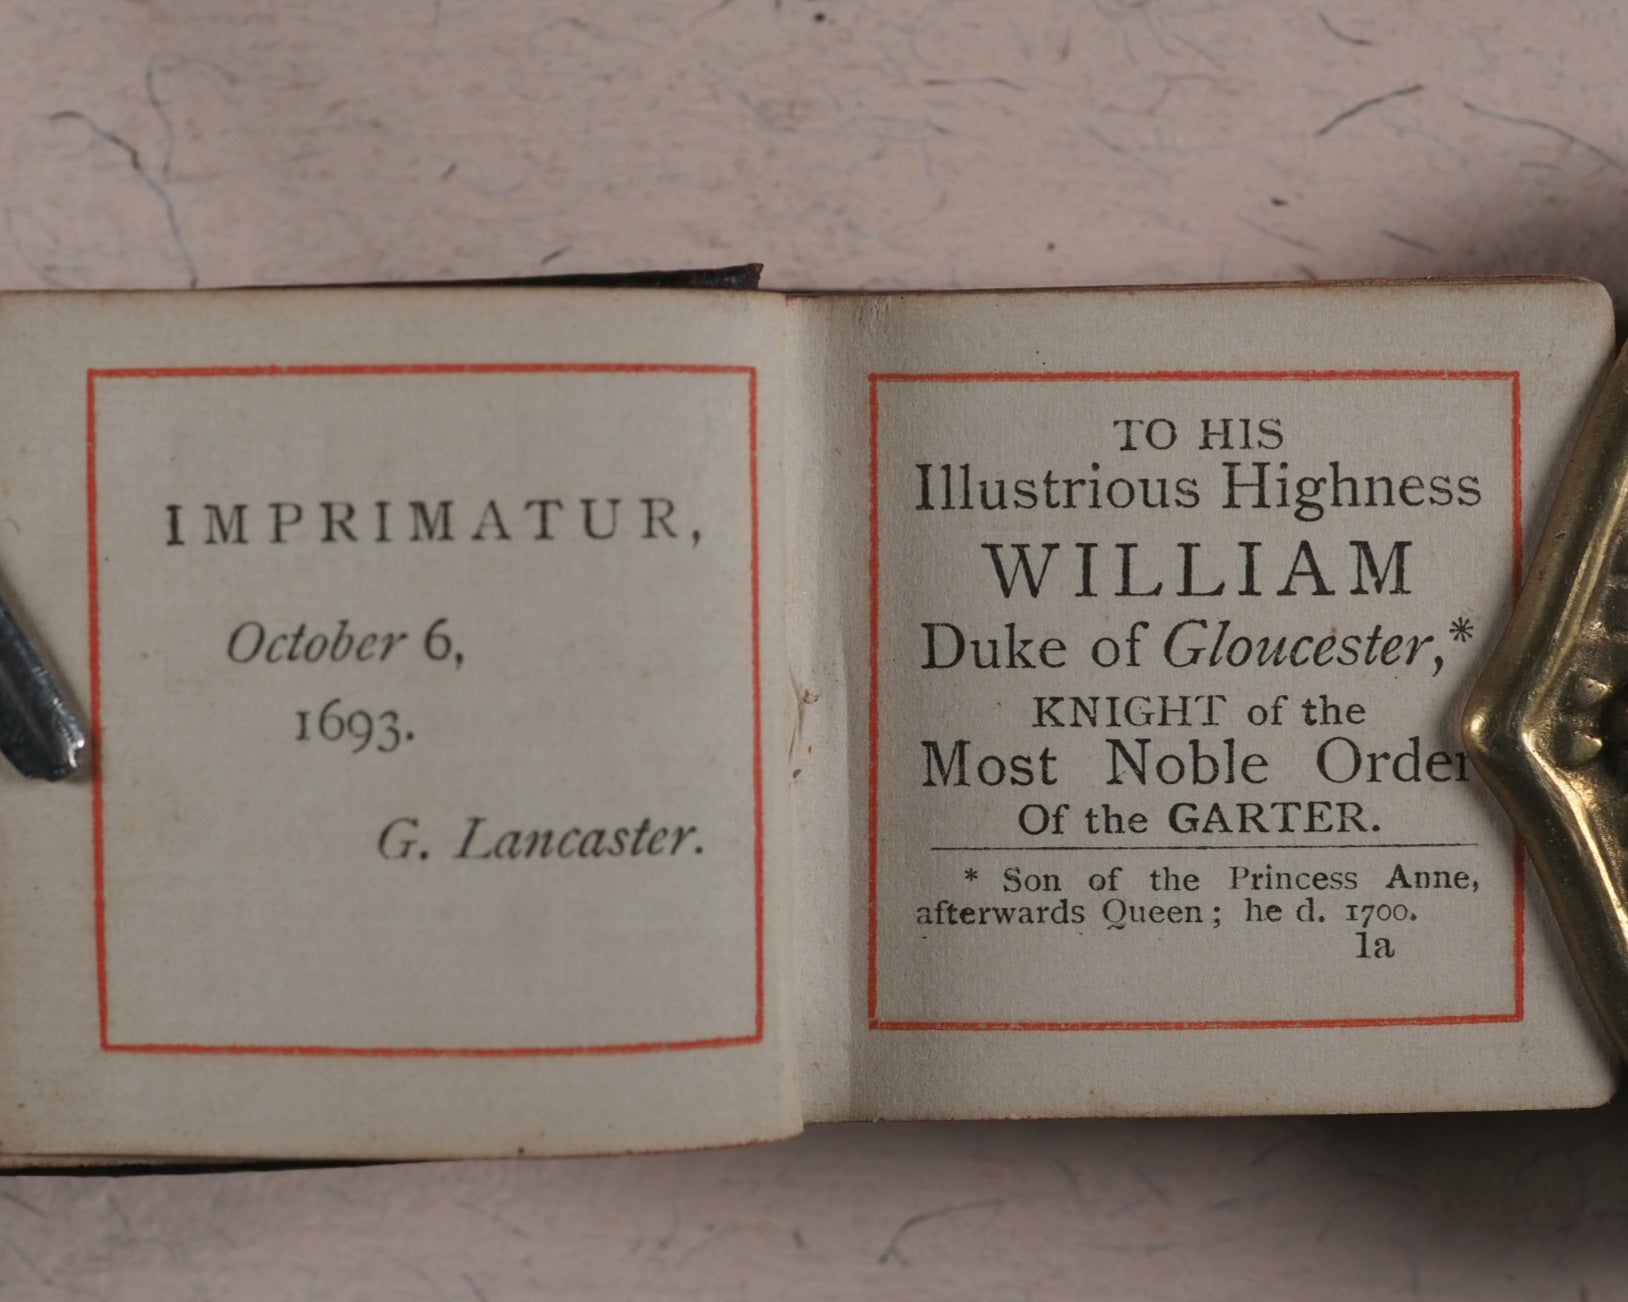 IMPRIMATUR,
October 6,
1693.
G. Lancaster.
TO HIS
Illustrious Highness
WILLIAM
Duke of Gloucester,*
KNIGHT of the
Most Noble Order
Of the GARTER.
* Son of the Princess Anne,
afterwards Queen; he d. 1700.
1a